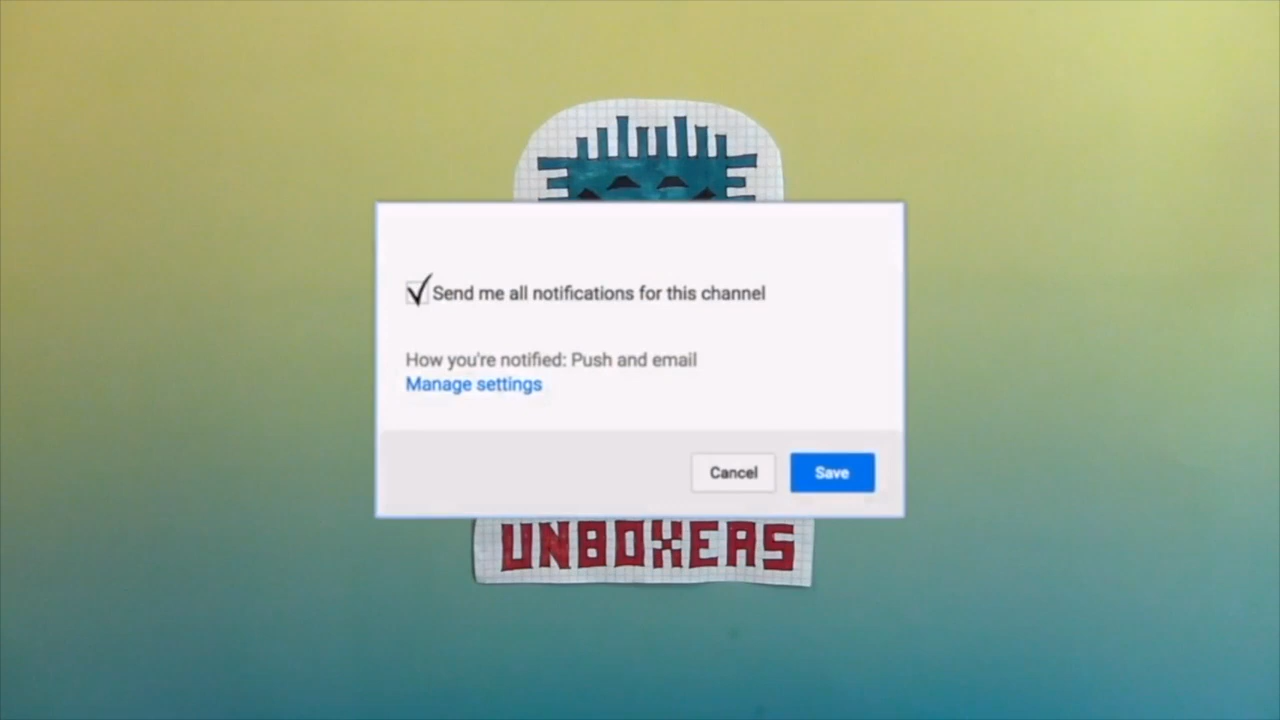 Send me all notifications for this channel
How you're notified: Push and email
Manage settings
Cancel
Save
UNBOXERS